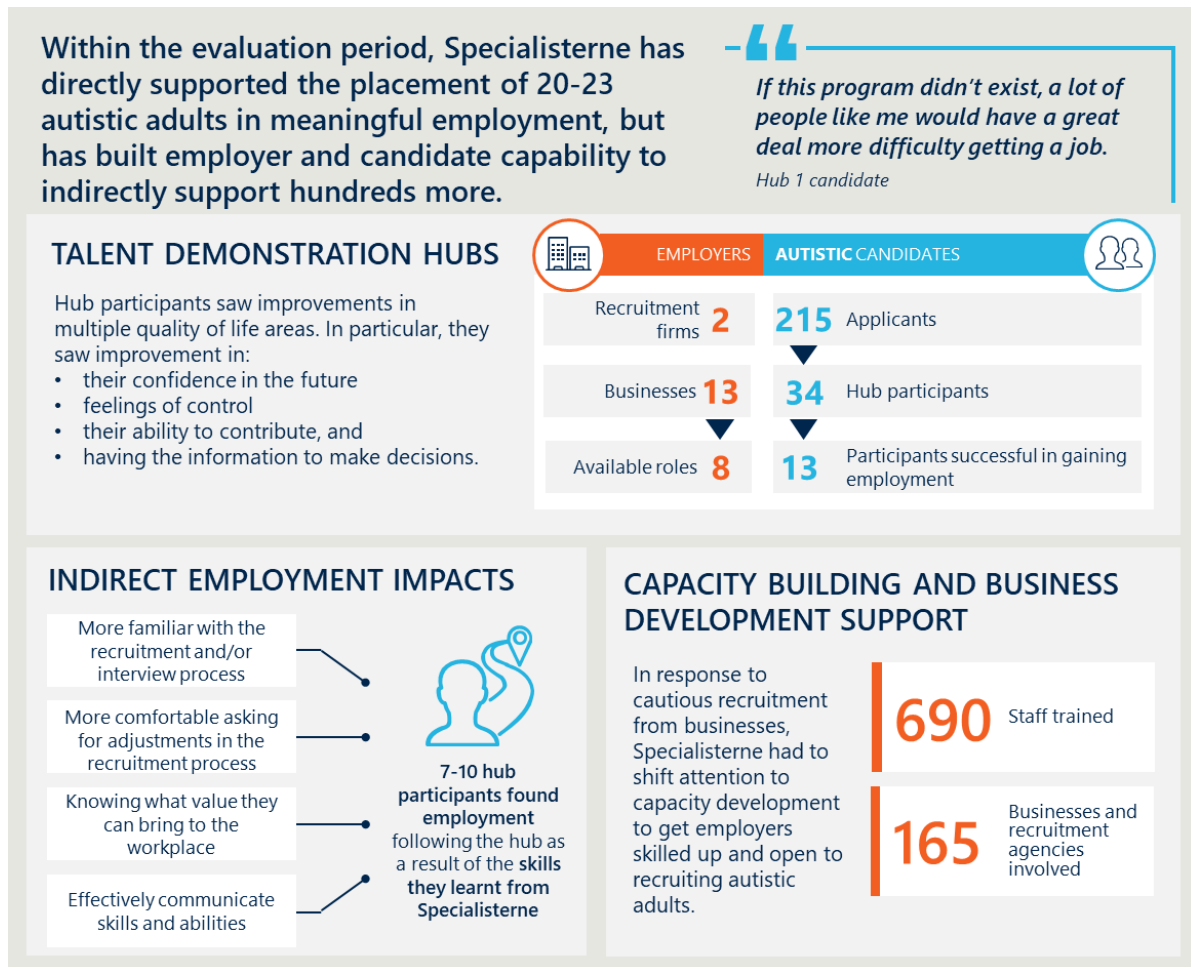 Within the evaluation period, Specialisterne has
directly supported the placement of 20-23
autistic adults in meaningful employment, but
has built employer and candidate capability to
indirectly support hundreds more.
“
If this program didn’t exist, a lot of
people like me would have a great
deal more difficulty getting a job.
Hub 1 candidate
TALENT DEMONSTRATION HUBS
Hub participants saw improvements in
multiple quality of life areas. In particular, they
saw improvement in:
• their confidence in the future
• feelings of control
• their ability to contribute, and
• having the information to make decisions.
EMPLOYERS
AUTISTIC CANDIDATES
Recruitment
firms
2
215
Applicants
Businesses
13
34
Hub participants
Available roles
8
13
Participants successful in gaining
employment
INDIRECT EMPLOYMENT IMPACTS
More familiar with the
recruitment and/or
interview process
More comfortable asking
for adjustments in the
recruitment process
Knowing what value they
can bring to the
workplace
Effectively communicate
skills and abilities
7-10 hub
participants found
employment
following the hub as
a result of the skills
they learnt from
Specialisterne
CAPACITY BUILDING AND BUSINESS
DEVELOPMENT SUPPORT
In response to
cautious recruitment
from businesses,
Specialisterne had to
shift attention to
capacity development
to get employers
skilled up and open to
recruiting autistic
adults.
690
Staff trained
165
Businesses and
recruitment
agencies
involved